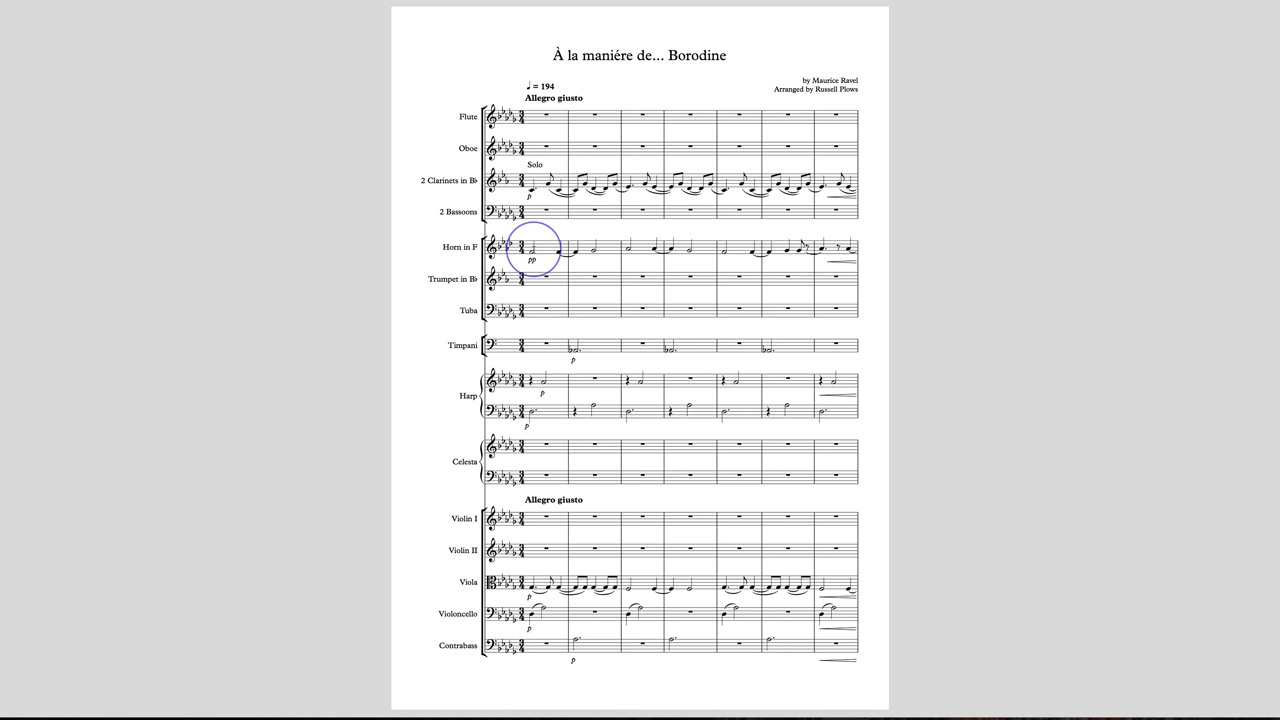 À la maniére de... Borodine
by Maurice Ravel
Arranged by Russell Plows
♩ = 194
Allegro giusto
Flute
Oboe
Solo
2 Clarinets in B♭
p
2 Bassoons
Horn in F
pp
Trumpet in B♭
Tuba
Timpani
p
Harp
p
p
Celesta
Allegro giusto
Violin I
Violin II
Viola
p
Violoncello
p
Contrabass
p